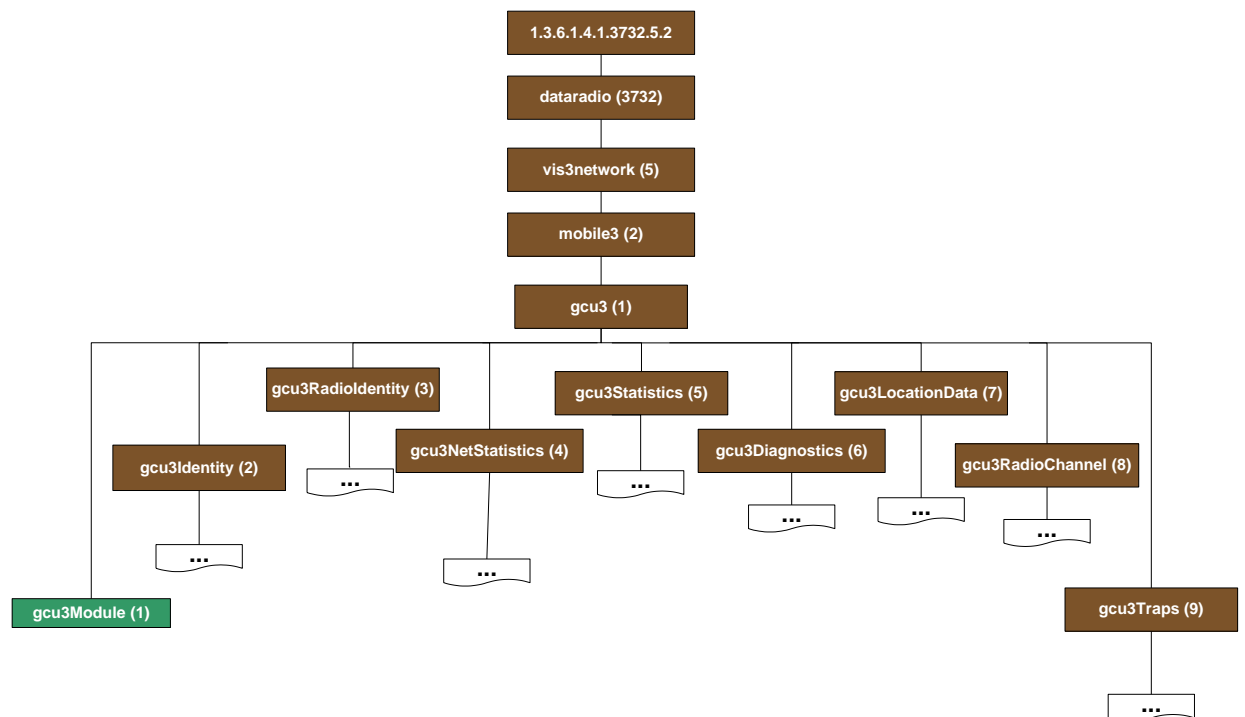 1.3.6.1.4.1.3732.5.2
dataradio (3732)
vis3network (5)
mobile3 (2)
gcu3 (1)
gcu3RadioIdentity (3)
gcu3Statistics (5)
gcu3LocationData (7)
gcu3Identity (2)
gcu3NetStatistics (4)
gcu3Diagnostics (6)
gcu3RadioChannel (8)
...
...
...
...
...
...
...
gcu3Module (1)
gcu3Traps (9)
...